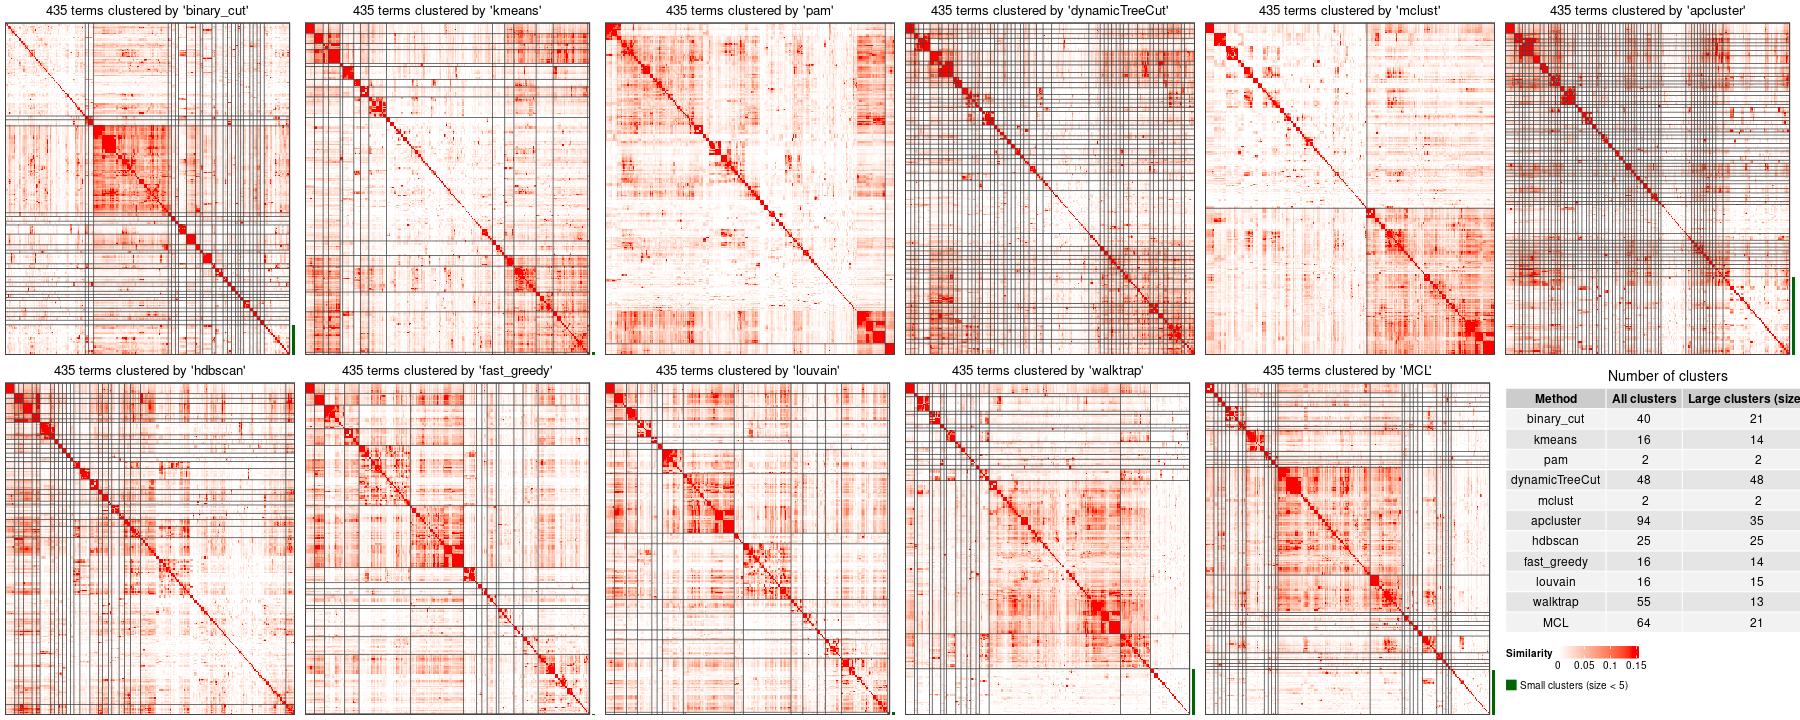 435 terms clustered by 'binary_cut'
435 terms clustered by 'kmeans'
435 terms clustered by 'pam'
435 terms clustered by 'dynamicTreeCut'
435 terms clustered by 'mclust'
435 terms clustered by 'apcluster'
435 terms clustered by 'hdbscan'
435 terms clustered by 'fast_greedy'
435 terms clustered by 'louvain'
435 terms clustered by 'walktrap'
435 terms clustered by 'MCL'
Number of clusters
Method All clusters Large clusters (size
binary_cut 40 21
kmeans 16 14
pam 2 2
dynamicTreeCut 48 48
mclust 2 2
apcluster 94 35
hdbscan 25 25
fast_greedy 16 14
louvain 16 15
walktrap 55 13
MCL 64 21
Similarity
0 0.05 0.1 0.15
Small clusters (size < 5)